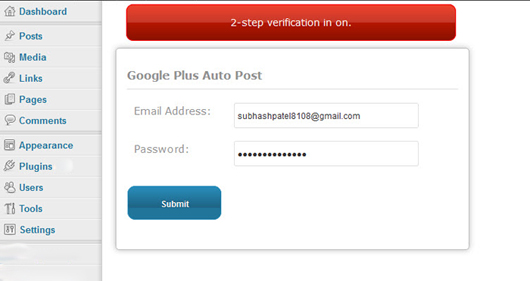 Dashboard
2-step verification in on.
Posts
Media
Links
Pages
Comments
Appearance
Plugins
Users
Tools
Settings
Google Plus Auto Post
Email Address:
subhashpatel8108@gmail.com
Password:
••••••••••••••
Submit